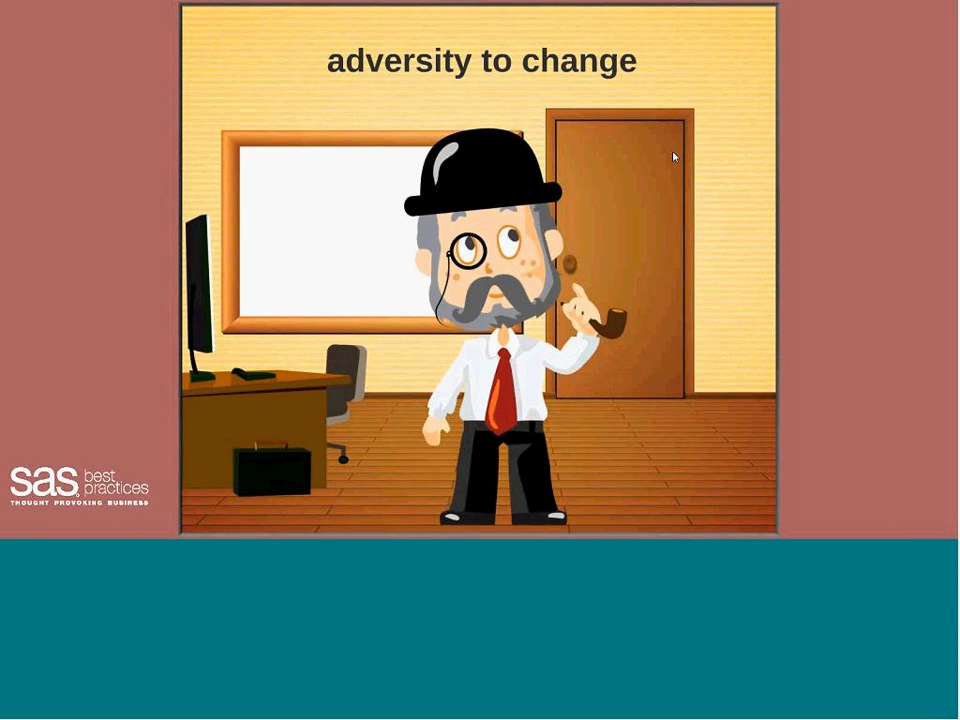 adversity to change
sas best
practices
THOUGHT PROVOKING BUSINESS